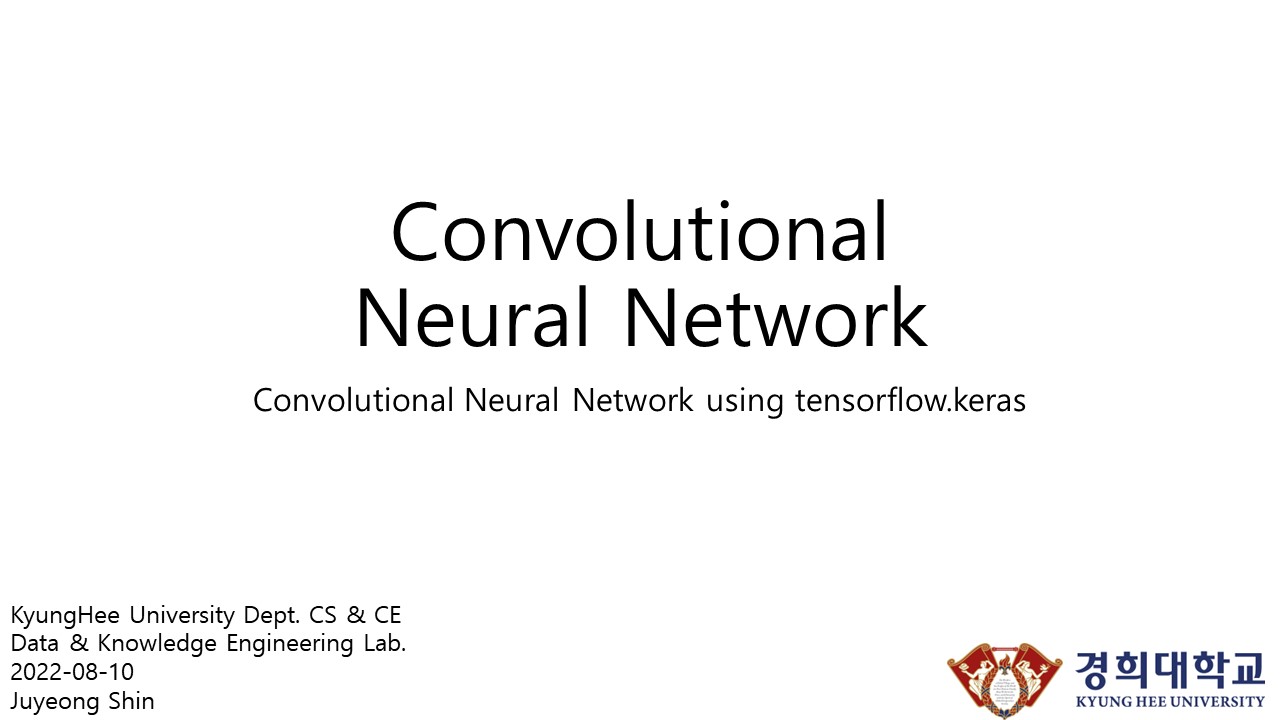 Convolutional
Neural Network
Convolutional Neural Network using tensorflow.keras
KyungHee University Dept. CS & CE
Data & Knowledge Engineering Lab.
2022-08-10
Juyeong Shin
경희대학교
KYUNG HEE UNIVERSITY